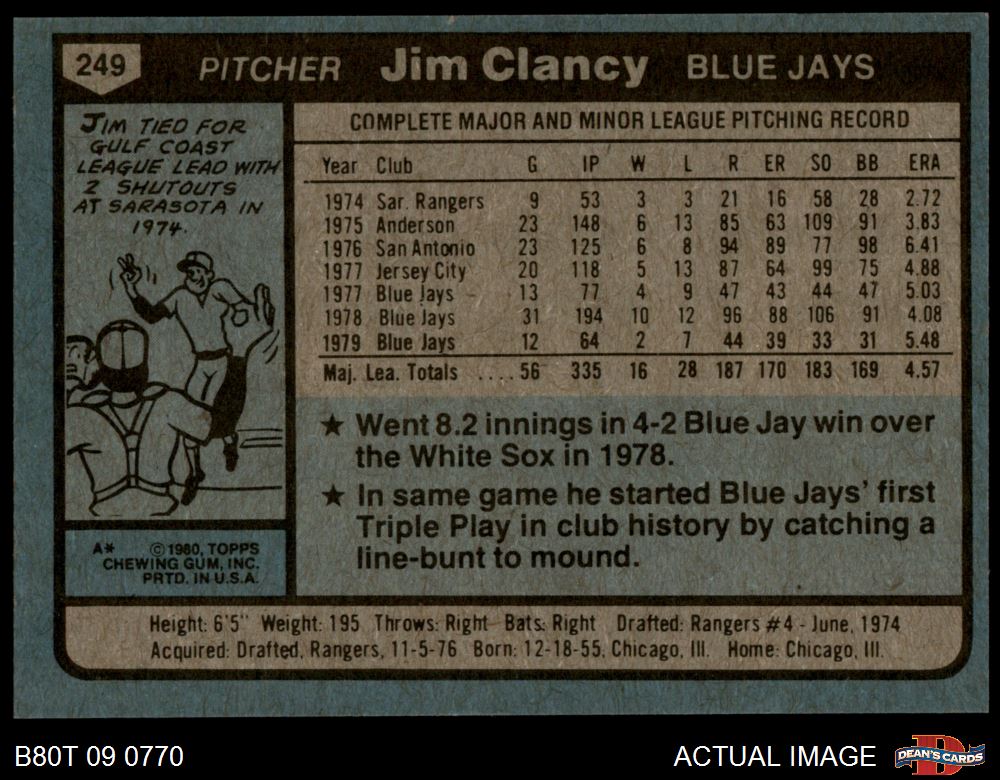 249 PITCHER Jim Clancy BLUE JAYS
JIM TIED FOR
GULF COAST
LEAGUE LEAD WITH
2 SHUTOUTS
AT SARASOTA IN
1974.
COMPLETE MAJOR AND MINOR LEAGUE PITCHING RECORD
Year Club G IP W L R ER SO BB ERA
1974 Sar. Rangers 9 53 3 3 21 16 58 28 2.72
1975 Anderson 23 148 6 13 85 63 109 91 3.83
1976 San Antonio 23 125 6 8 94 89 77 98 6.41
1977 Jersey City 20 118 5 13 87 64 99 75 4.88
1977 Blue Jays 13 77 4 9 47 43 44 47 5.03
1978 Blue Jays 31 194 10 12 96 88 106 91 4.08
1979 Blue Jays 12 64 2 7 44 39 33 31 5.48
Maj. Lea. Totals .... 56 335 16 28 187 170 183 169 4.57
★ Went 8.2 innings in 4-2 Blue Jay win over
the White Sox in 1978.
★ In same game he started Blue Jays' first
Triple Play in club history by catching a
line-bunt to mound.
A* ©1980, TOPPS
CHEWING GUM, INC.
PRTD. IN U.S.A.
Height: 6'5" Weight: 195 Throws: Right Bats: Right Drafted: Rangers #4 - June, 1974
Acquired: Drafted, Rangers, 11-5-76 Born: 12-18-55, Chicago, Ill. Home: Chicago, Ill.
B80T 09 0770 ACTUAL IMAGE D DEAN'S CARDS